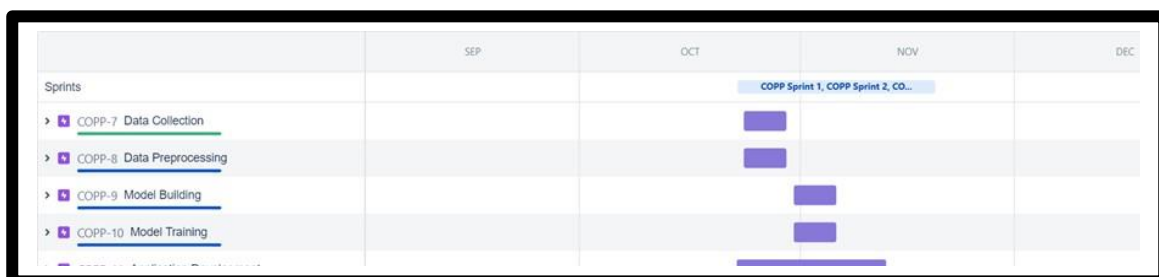 SEP OCT NOV DEC
Sprints COPP Sprint 1, COPP Sprint 2, CO...
COPP-7 Data Collection
COPP-8 Data Preprocessing
COPP-9 Model Building
COPP-10 Model Training